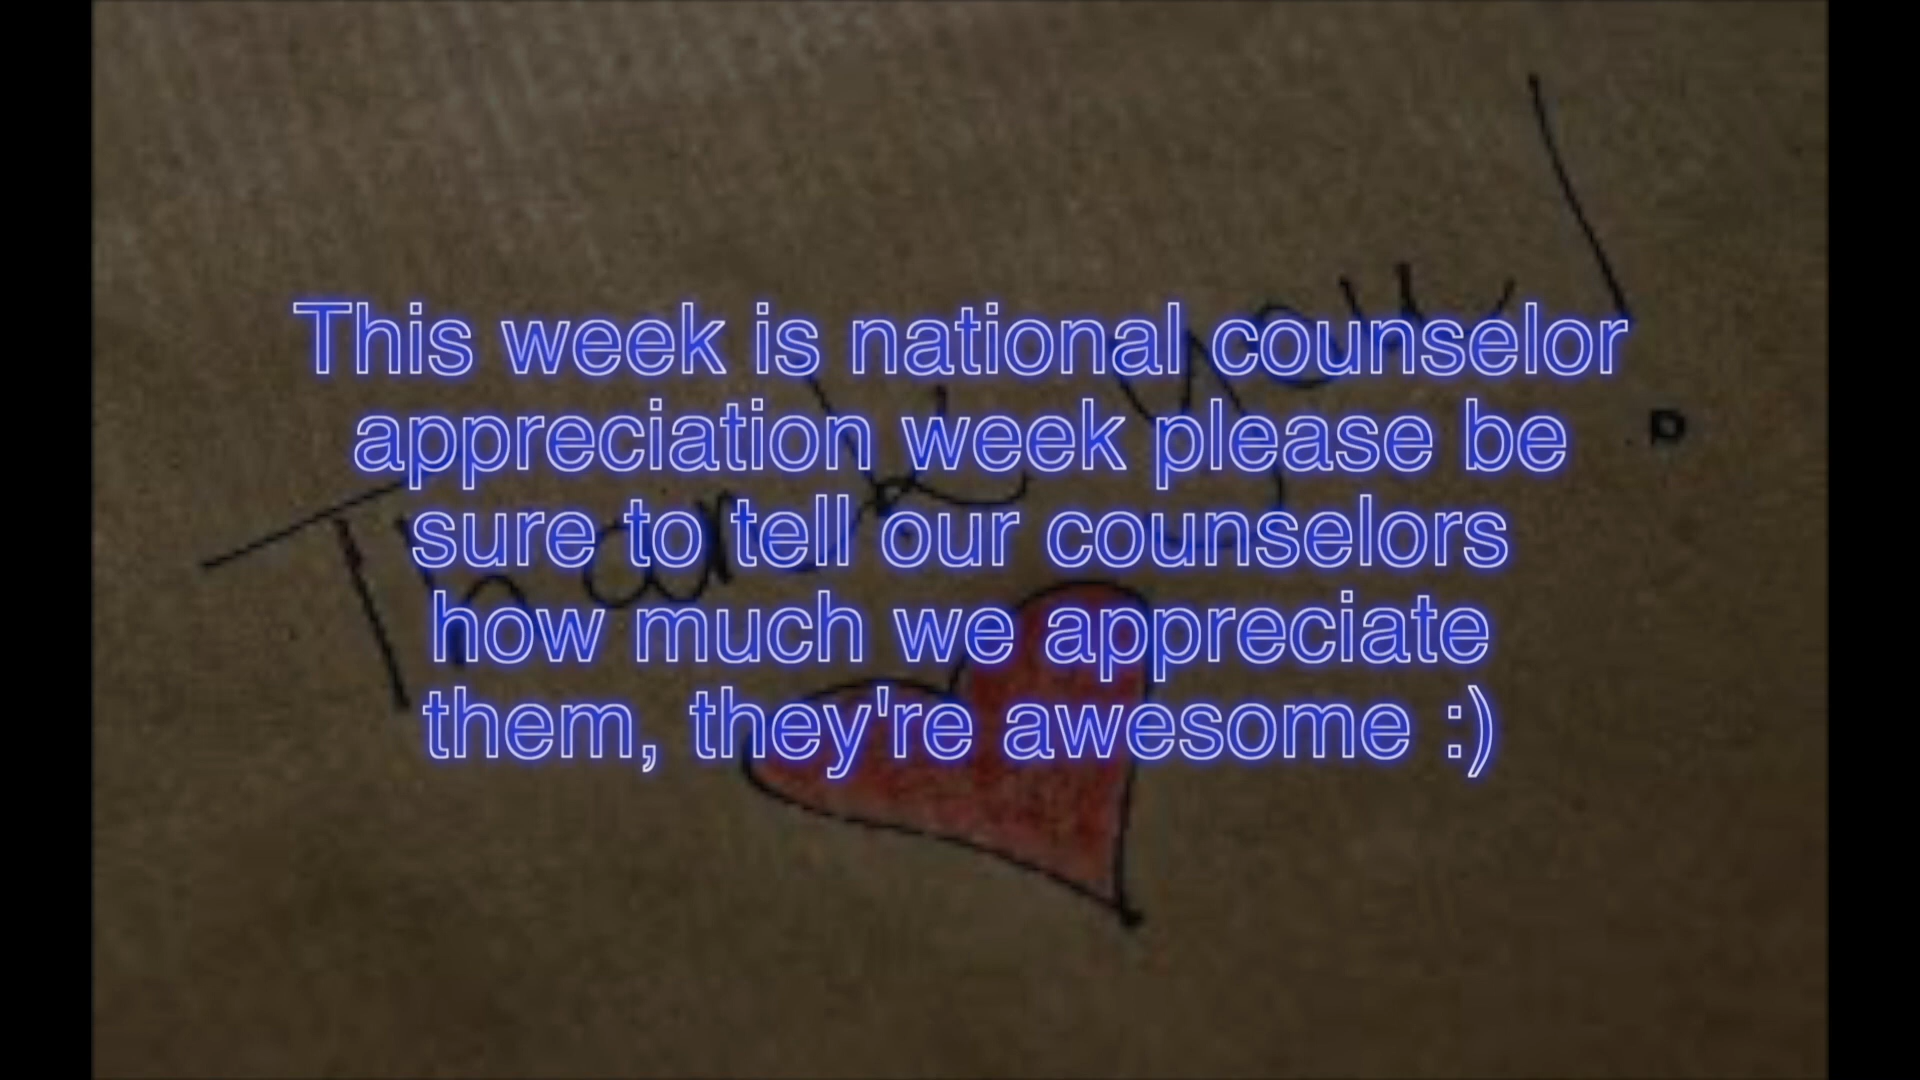 This week is national counselor
appreciation week please be
sure to tell our counselors
how much we appreciate
them, they're awesome :)
Thank you!